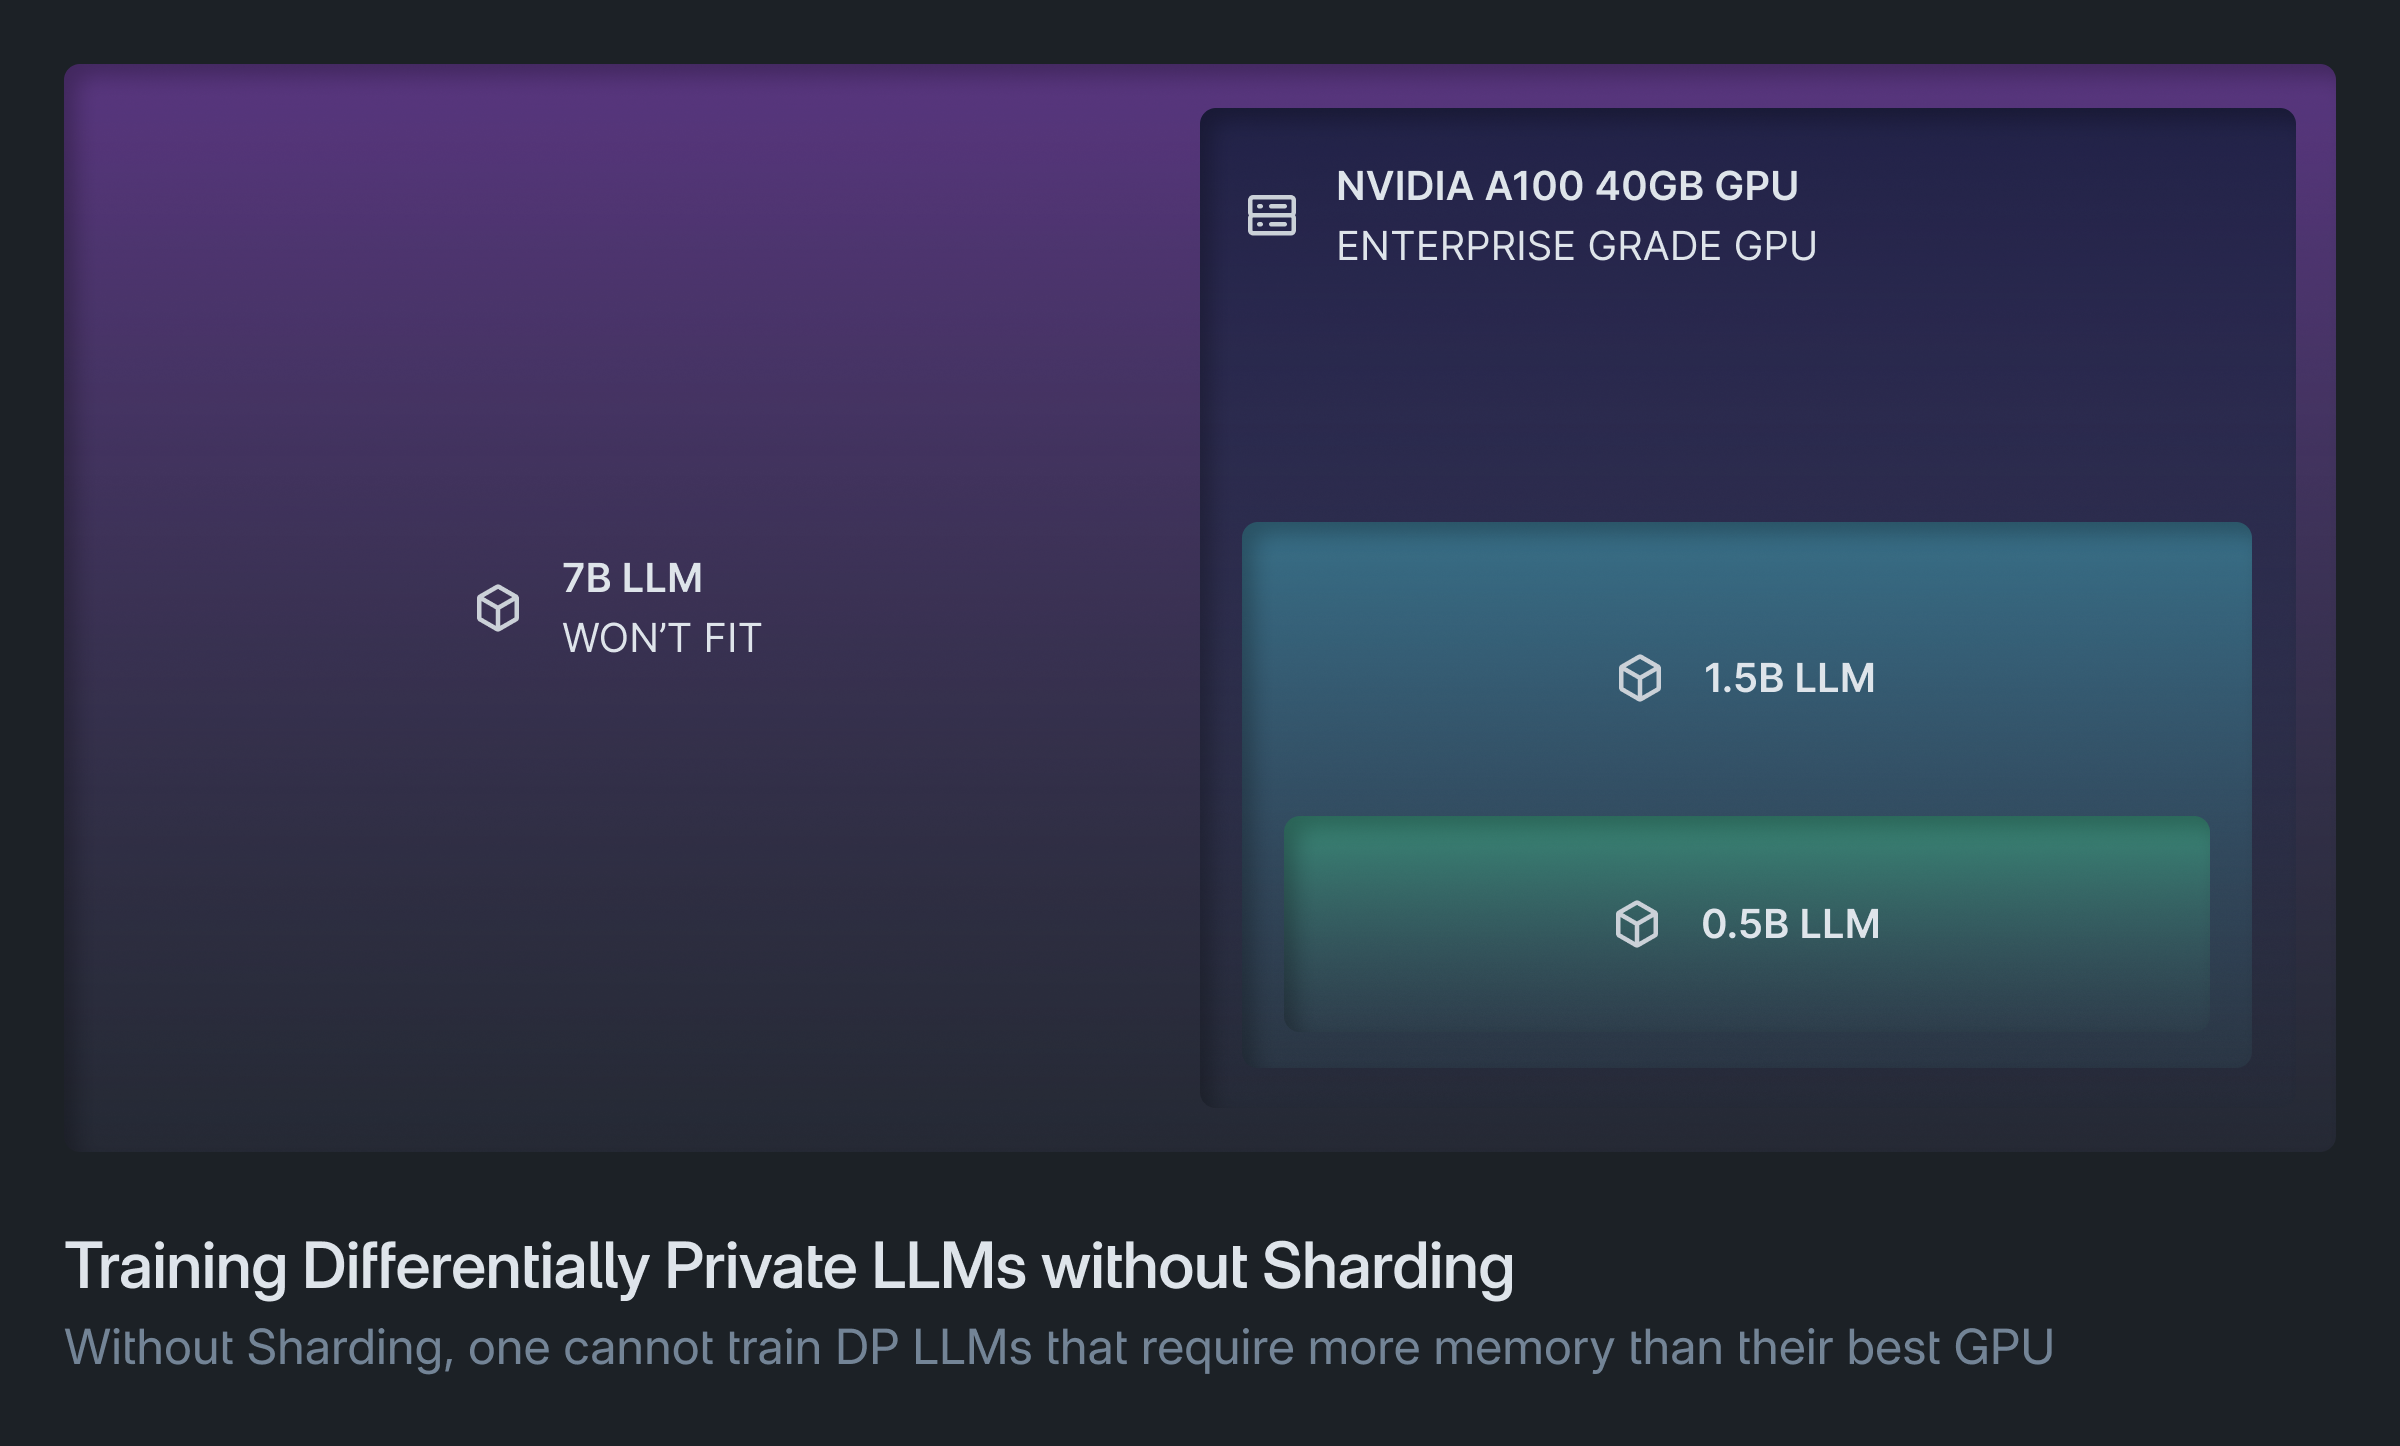 NVIDIA A100 40GB GPU
ENTERPRISE GRADE GPU
7B LLM
WON’T FIT
1.5B LLM
0.5B LLM
Training Differentially Private LLMs without Sharding
Without Sharding, one cannot train DP LLMs that require more memory than their best GPU